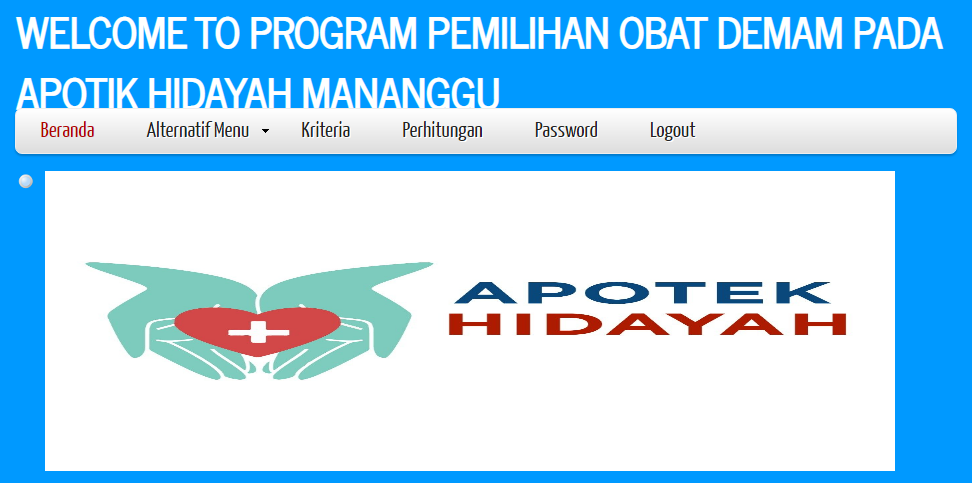 WELCOME TO PROGRAM PEMILIHAN OBAT DEMAM PADA
APOTIK HIDAYAH MANANGGU
Beranda Alternatif Menu Kriteria Perhitungan Password Logout
APOTEK
HIDAYAH